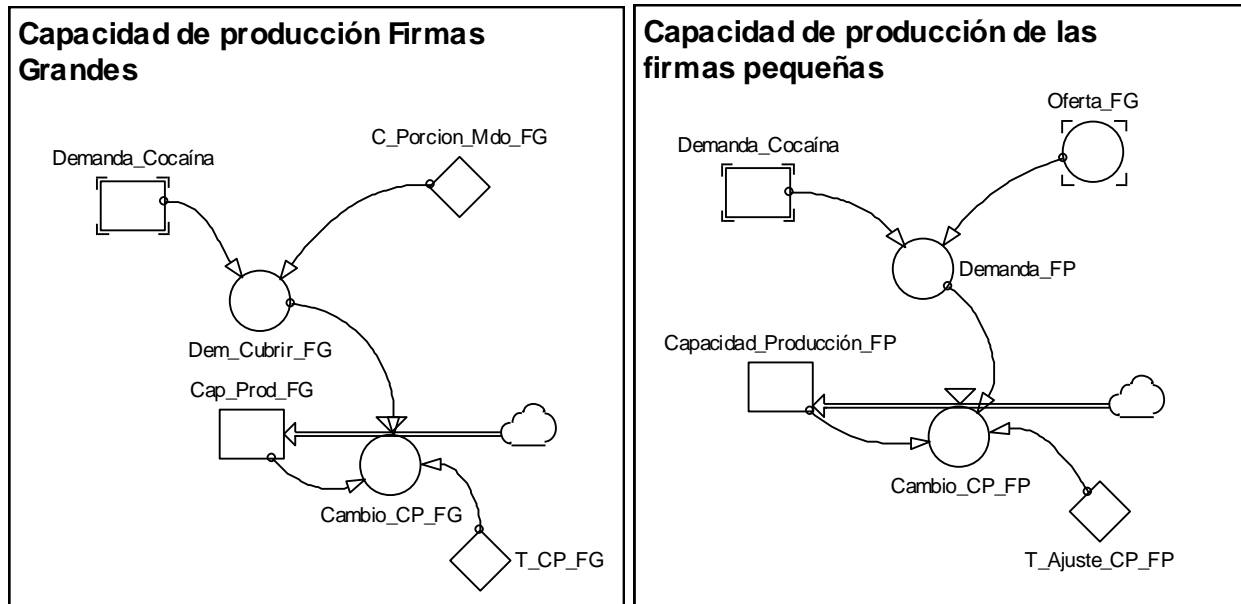 Capacidad de producción Firmas
Grandes
Demanda_Cocaína
C_Porcion_Mdo_FG
Dem_Cubrir_FG
Cap_Prod_FG
Cambio_CP_FG
T_CP_FG
Capacidad de producción de las
firmas pequeñas
Oferta_FG
Demanda_Cocaína
Demanda_FP
Capacidad_Producción_FP
Cambio_CP_FP
T_Ajuste_CP_FP